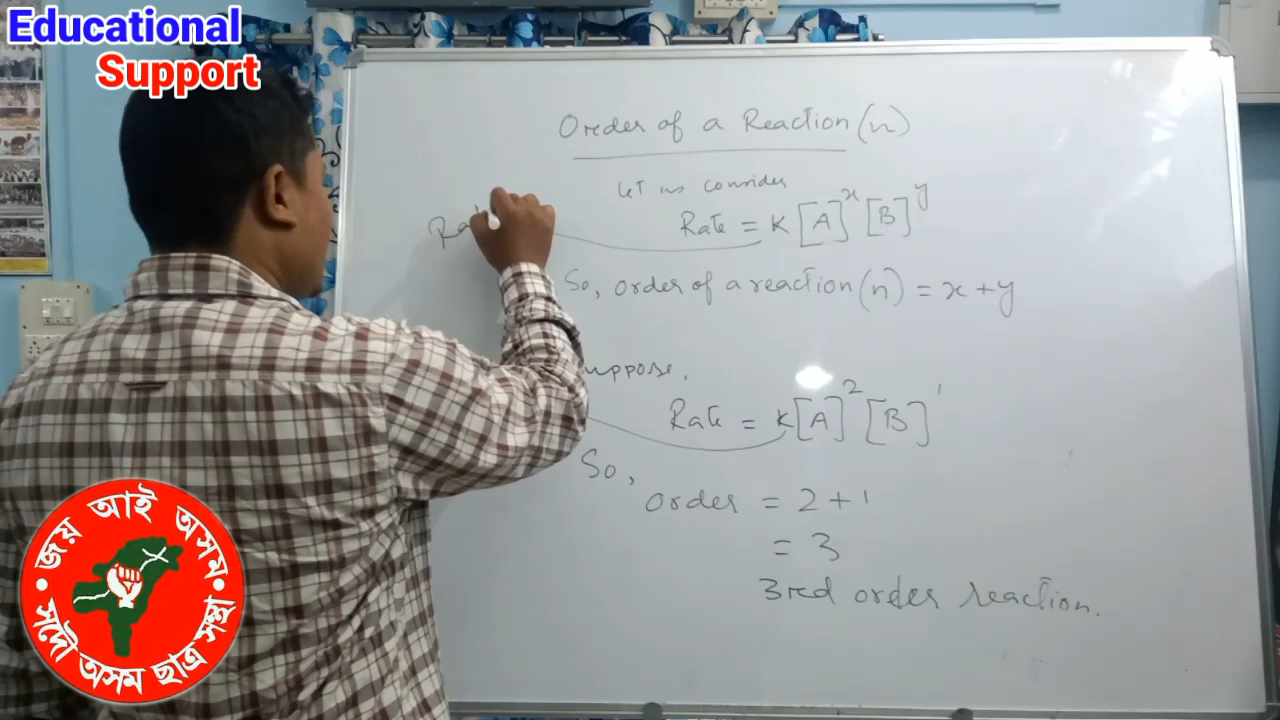 Educational
Support
Order of a Reaction (n)
Let us consider
Rate = K[A]^x [B]^y
So, order of a reaction (n) = x + y
uppose,
Rate = K[A]^2 [B]^1
So,
order = 2 + 1
= 3
3rd order reaction.
জয় আই অসম
সদৌ অসম ছাত্ৰ সন্থা